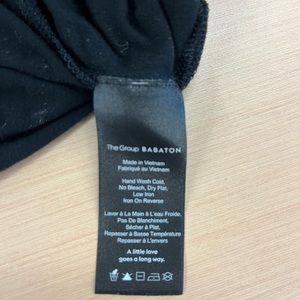 The Group BABATON
Made in Vietnam
Fabriqué au Vietnam
Hand Wash Cold,
No Bleach, Dry Flat,
Low Iron
Iron On Reverse
Laver à La Main à L'eau Froide,
Pas De Blanchiment,
Sécher à Plat,
Repasser à Basse Température
Repasser à L'envers
A little love
goes a long way.